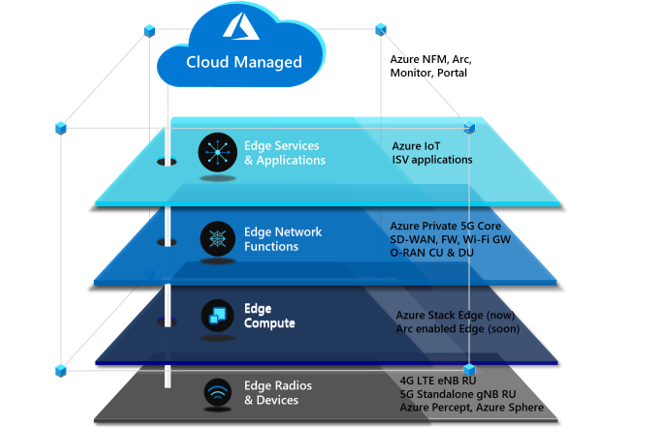 Cloud Managed
Azure NFM, Arc,
Monitor, Portal
Edge Services
& Applications
Azure IoT
ISV applications
Edge Network
Functions
Azure Private 5G Core
SD-WAN, FW, Wi-Fi GW
O-RAN CU & DU
Edge
Compute
Azure Stack Edge (now)
Arc enabled Edge (soon)
Edge Radios
& Devices
4G LTE eNB RU
5G Standalone gNB RU
Azure Percept, Azure Sphere